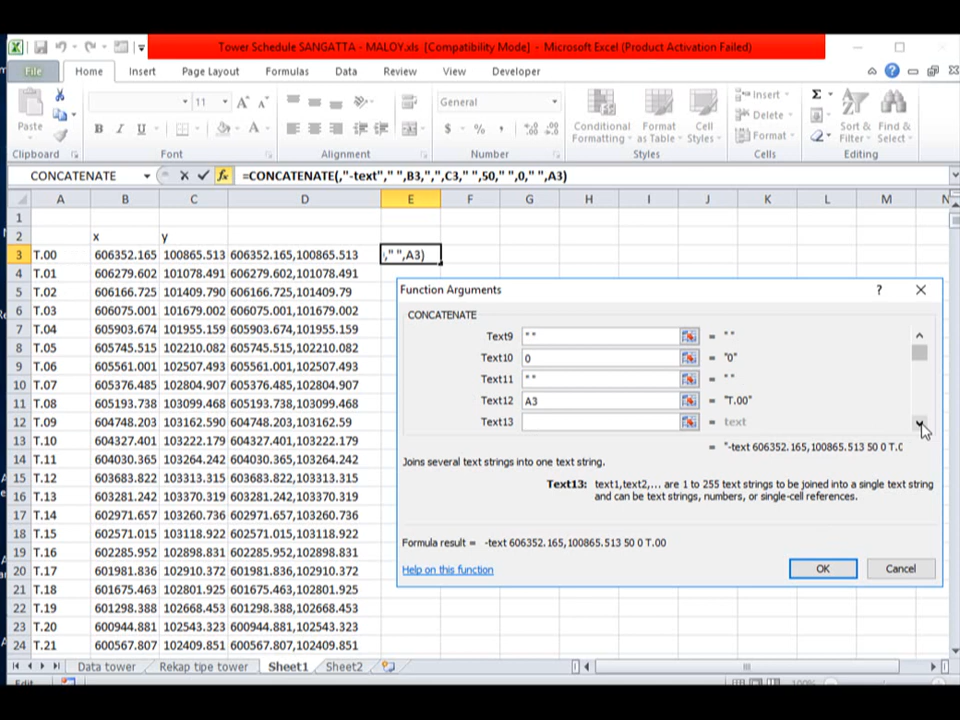 Tower Schedule SANGATTA - MALOY.xls [Compatibility Mode] - Microsoft Excel (Product Activation Failed)
File Home Insert Page Layout Formulas Data Review View Developer
11 General Insert
Delete
Paste B I U $ % , Conditional Formatting Format as Table Cell Styles Format Sort & Filter Find & Select
Clipboard Font Alignment Number Styles Cells Editing
CONCATENATE =CONCATENATE(,"-text"," ",B3,",",C3," ",50," ",0," ",A3)
A B C D E F G H I J K L M N
1
2 x y
3 T.00 606352.165 100865.513 606352.165,100865.513 ," ",A3)
4 T.01 606279.602 101078.491 606279.602,101078.491
5 T.02 606166.725 101409.790 606166.725,101409.79
6 T.03 606075.001 101679.002 606075.001,101679.002
7 T.04 605903.674 101955.159 605903.674,101955.159
8 T.05 605745.515 102210.082 605745.515,102210.082
9 T.06 605561.001 102507.493 605561.001,102507.493
10 T.07 605376.485 102804.907 605376.485,102804.907
11 T.08 605193.738 103099.468 605193.738,103099.468
12 T.09 604748.203 103162.590 604748.203,103162.59
13 T.10 604327.401 103222.179 604327.401,103222.179
14 T.11 604030.365 103264.242 604030.365,103264.242
15 T.12 603683.822 103313.315 603683.822,103313.315
16 T.13 603281.242 103370.319 603281.242,103370.319
17 T.14 602971.657 103260.736 602971.657,103260.736
18 T.15 602571.015 103118.922 602571.015,103118.922
19 T.16 602285.952 102898.831 602285.952,102898.831
20 T.17 601981.836 102910.372 601981.836,102910.372
21 T.18 601675.463 102801.925 601675.463,102801.925
22 T.19 601298.388 102668.453 601298.388,102668.453
23 T.20 600944.881 102543.323 600944.881,102543.323
24 T.21 600567.807 102409.851 600567.807,102409.851
Function Arguments ?
CONCATENATE
Text9 " " = " "
Text10 0 = "0"
Text11 " " = " "
Text12 A3 = "T.00"
Text13 = text
= "-text 606352.165,100865.513 50 0 T.0
Joins several text strings into one text string.
Text13: text1,text2,... are 1 to 255 text strings to be joined into a single text string
and can be text strings, numbers, or single-cell references.
Formula result = -text 606352.165,100865.513 50 0 T.00
Help on this function OK Cancel
Data tower Rekap tipe tower Sheet1 Sheet2